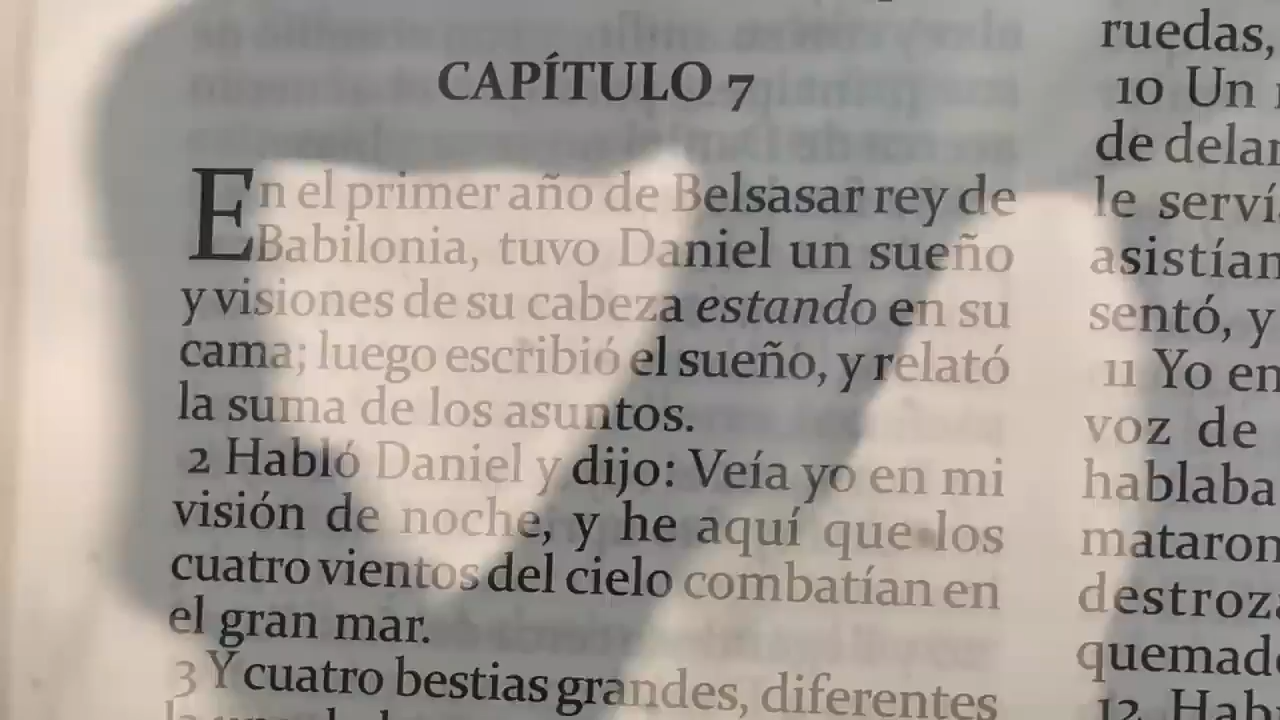 CAPÍTULO 7
En el primer año de Belsasar rey de
Babilonia, tuvo Daniel un sueño
y visiones de su cabeza estando en su
cama; luego escribió el sueño, y relató
la suma de los asuntos.
2 Habló Daniel y dijo: Veía yo en mi
visión de noche, y he aquí que los
cuatro vientos del cielo combatían en
el gran mar.
3 Y cuatro bestias grandes, diferentes
ruedas,
10 Un
de delan
le serví
asistían
sentó, y
11 Yo en
voz de
hablaba
mataron
destroz
quemad
12 Hab